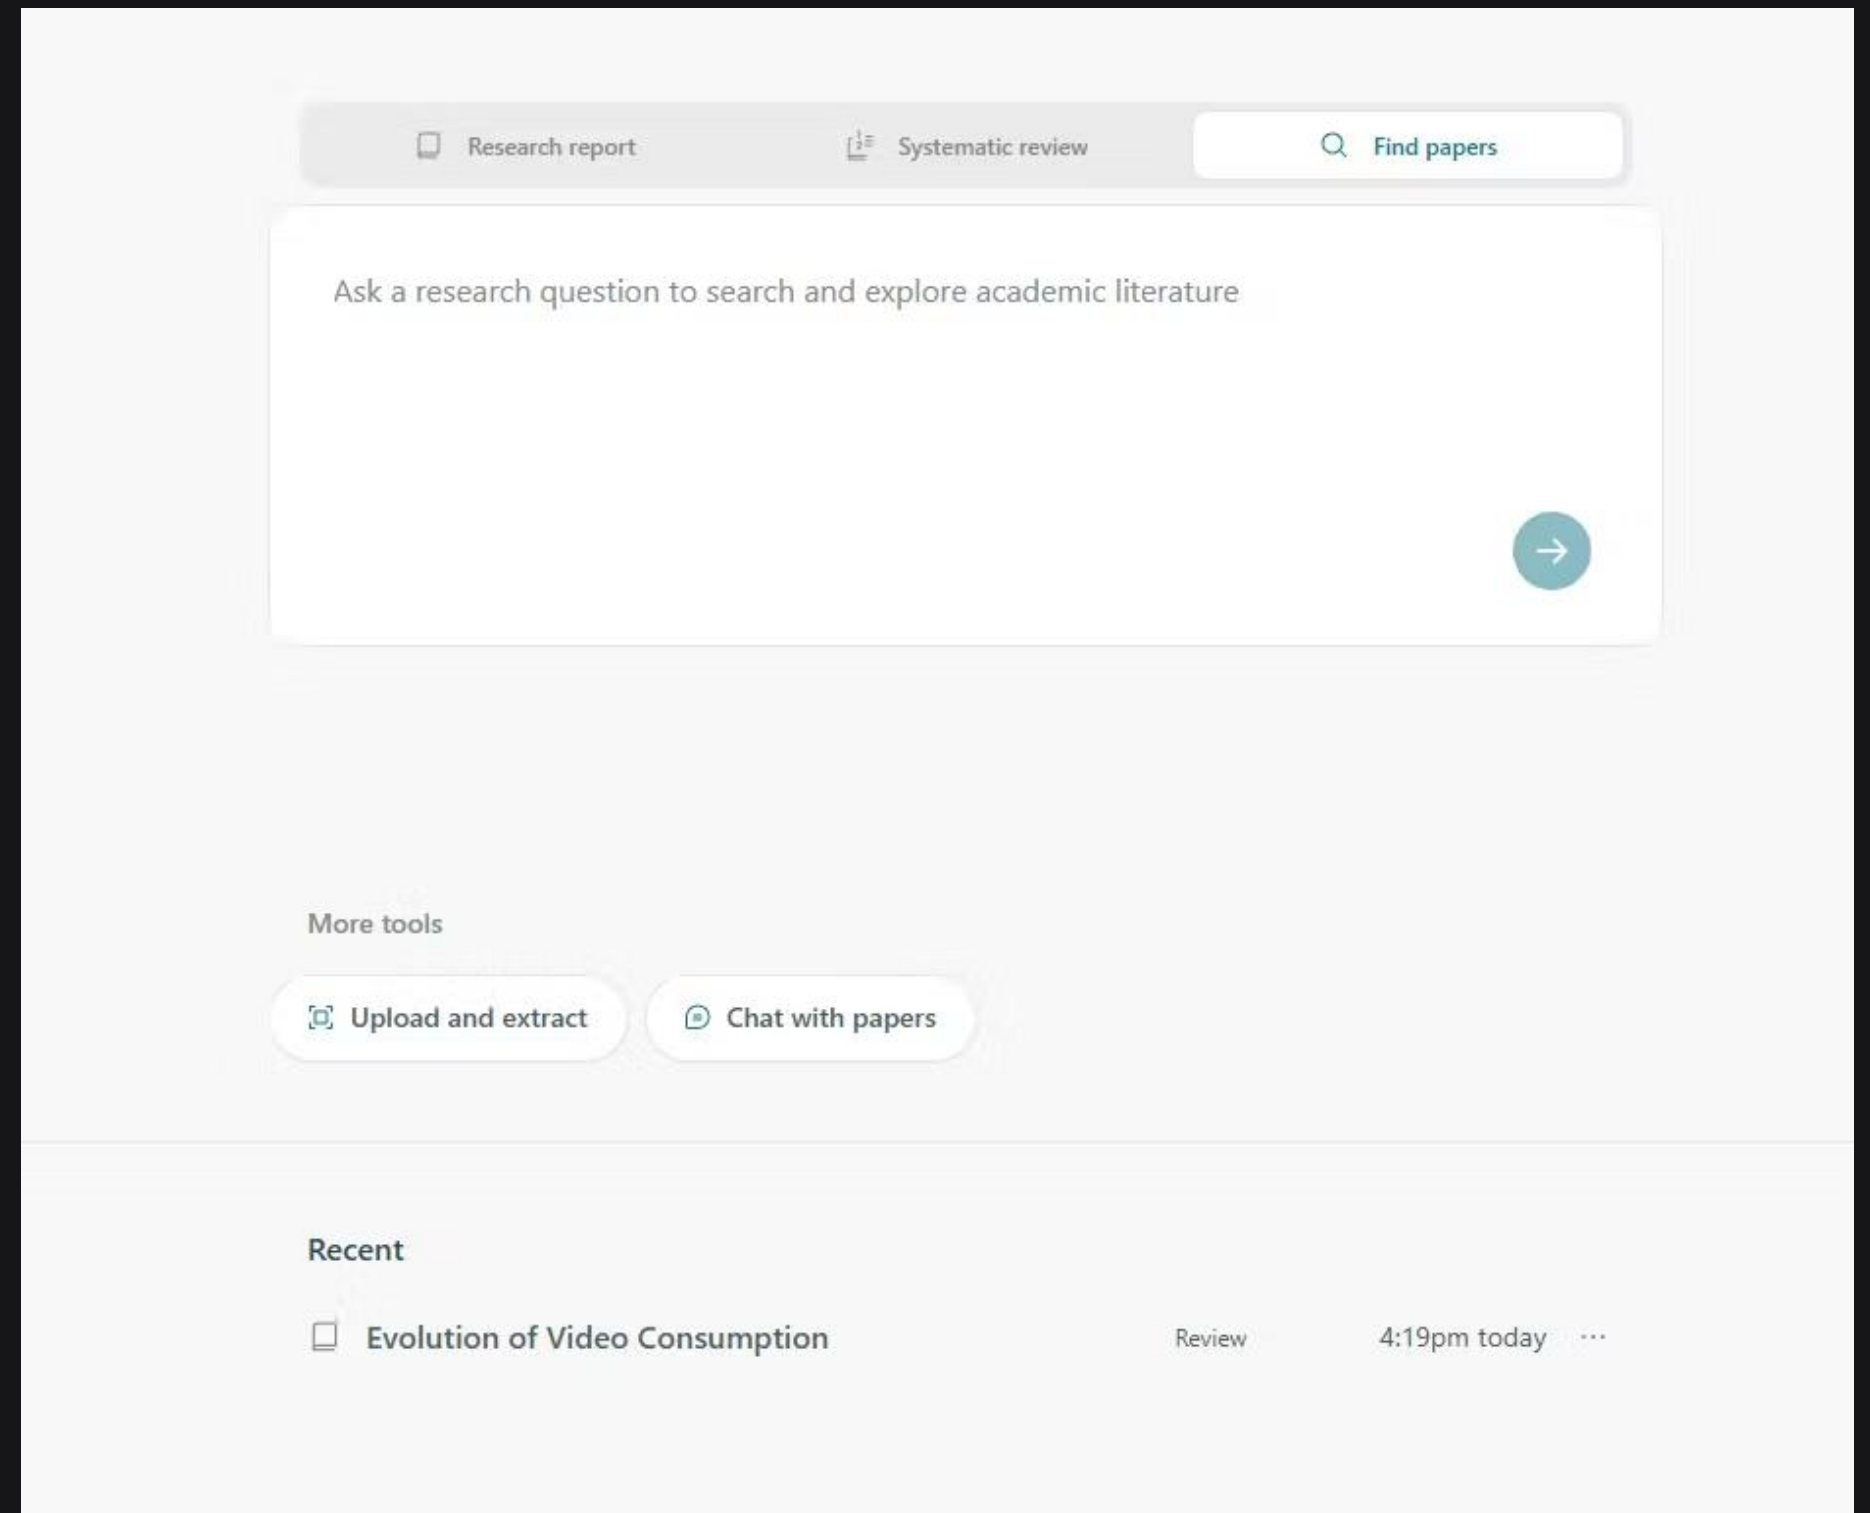 Research report
Systematic review
Find papers
Ask a research question to search and explore academic literature
More tools
Upload and extract
Chat with papers
Recent
Evolution of Video Consumption
Review
4:19pm today